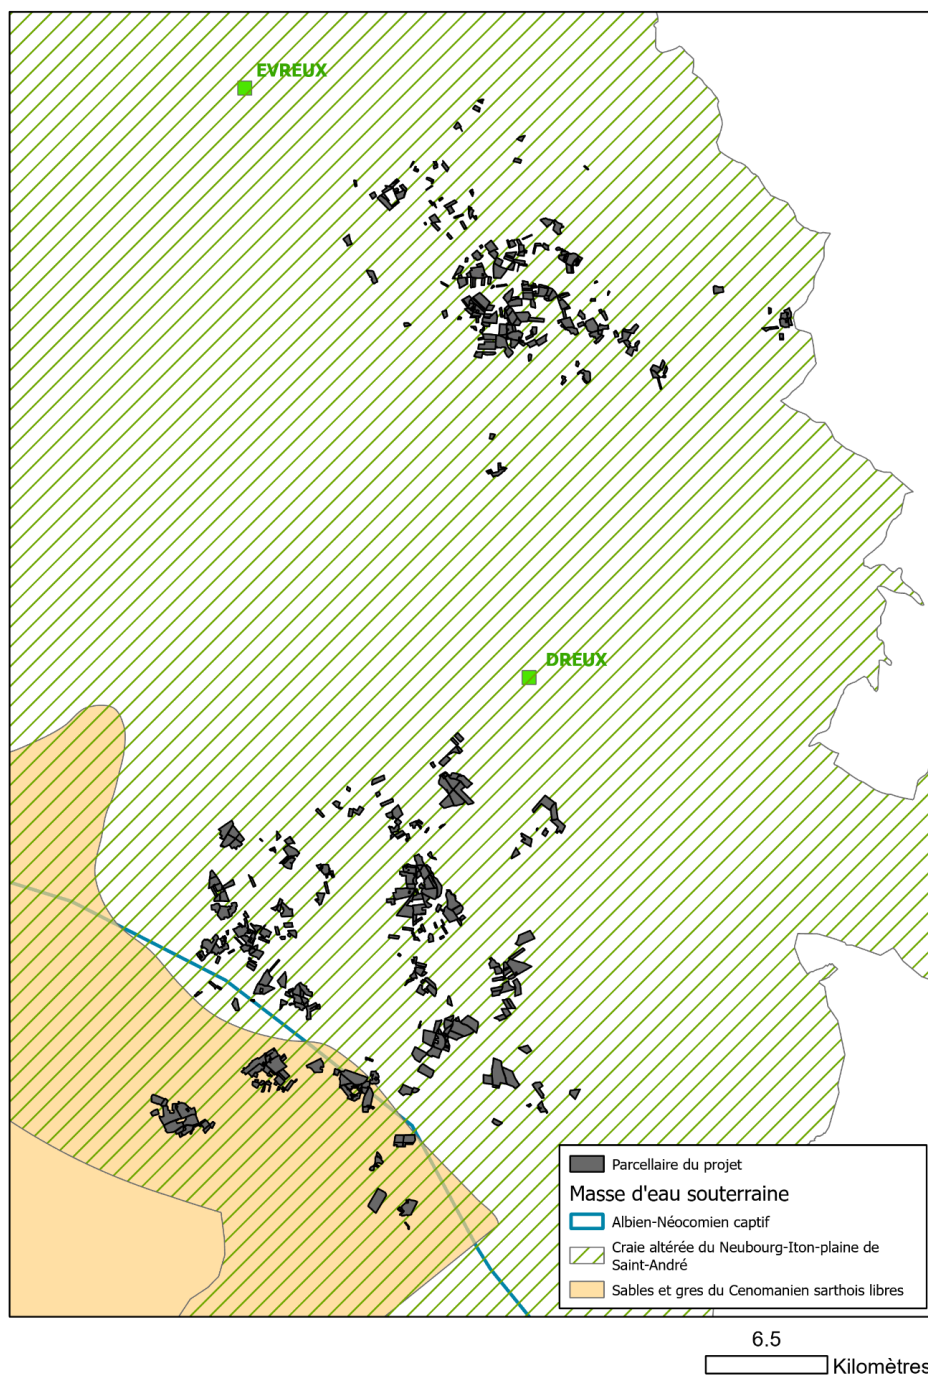 EVREUX
DREUX
Parcellaire du projet
Masse d'eau souterraine
Albien-Néocomien captif
Craie altérée du Neubourg-Iton-plaine de
Saint-André
Sables et gres du Cenomanien sarthois libres
6.5
Kilomètres